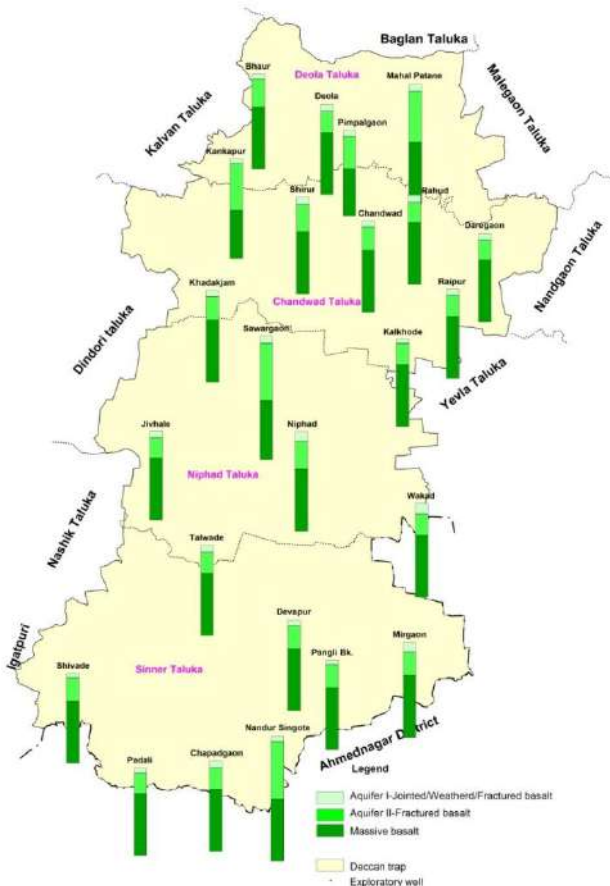 Baglan Taluka
Bhaur
Deola Taluka
Mahal Patane
Malegaon Taluka
Kalvan Taluka
Deola
Pimpalgaon
Kankapur
Shirur
Rahud
Chandwad
Daregaon
Nandgaon Taluka
Khadakjam
Chandwad Taluka
Raipur
Dindori taluka
Sawargaon
Kalkhode
Yevla Taluka
Jivhale
Niphad
Niphad Taluka
Nashik Taluka
Wakad
Talwade
Devapur
Mirgaon
Igatpuri
Shivade
Sinner Taluka
Pangli Bk.
Nandur Singote
Ahmednagar District
Padali
Chapadgaon
Legend
Aquifer I-Jointed/Weatherd/Fractured basalt
Aquifer II-Fractured basalt
Massive basalt
Deccan trap
Exploratory well